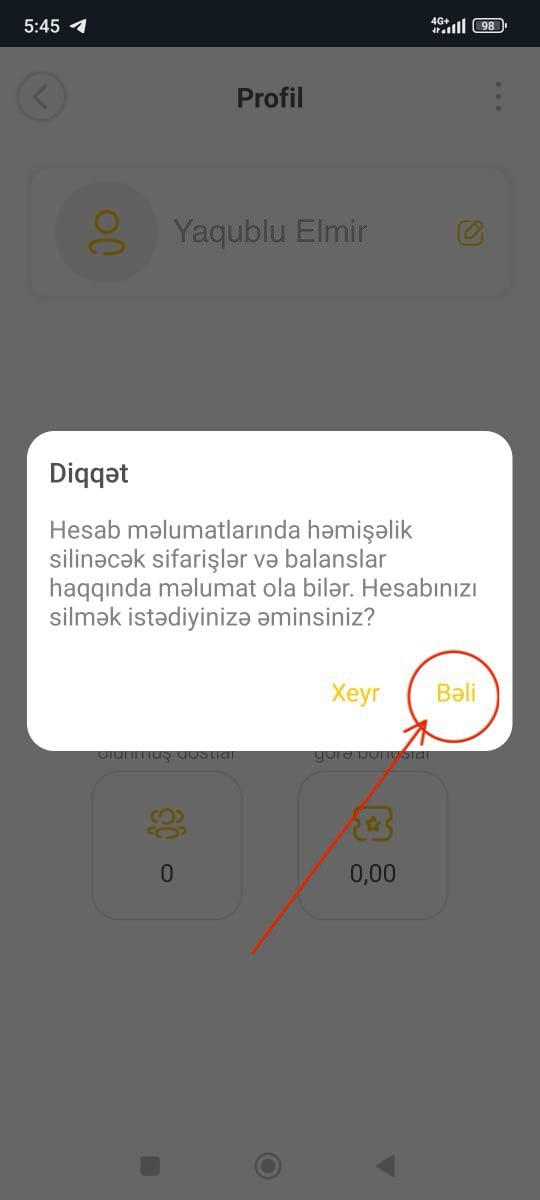 5:45
4G+
98
Profil
Yaqublu Elmir
Diqqət
Hesab məlumatlarında həmişəlik
silinəcək sifarişlər və balanslar
haqqında məlumat ola bilər. Hesabınızı
silmək istədiyinizə əminsiniz?
Xeyr
Bəli
olunmuş dostlar
görə bonuslar
0
0,00